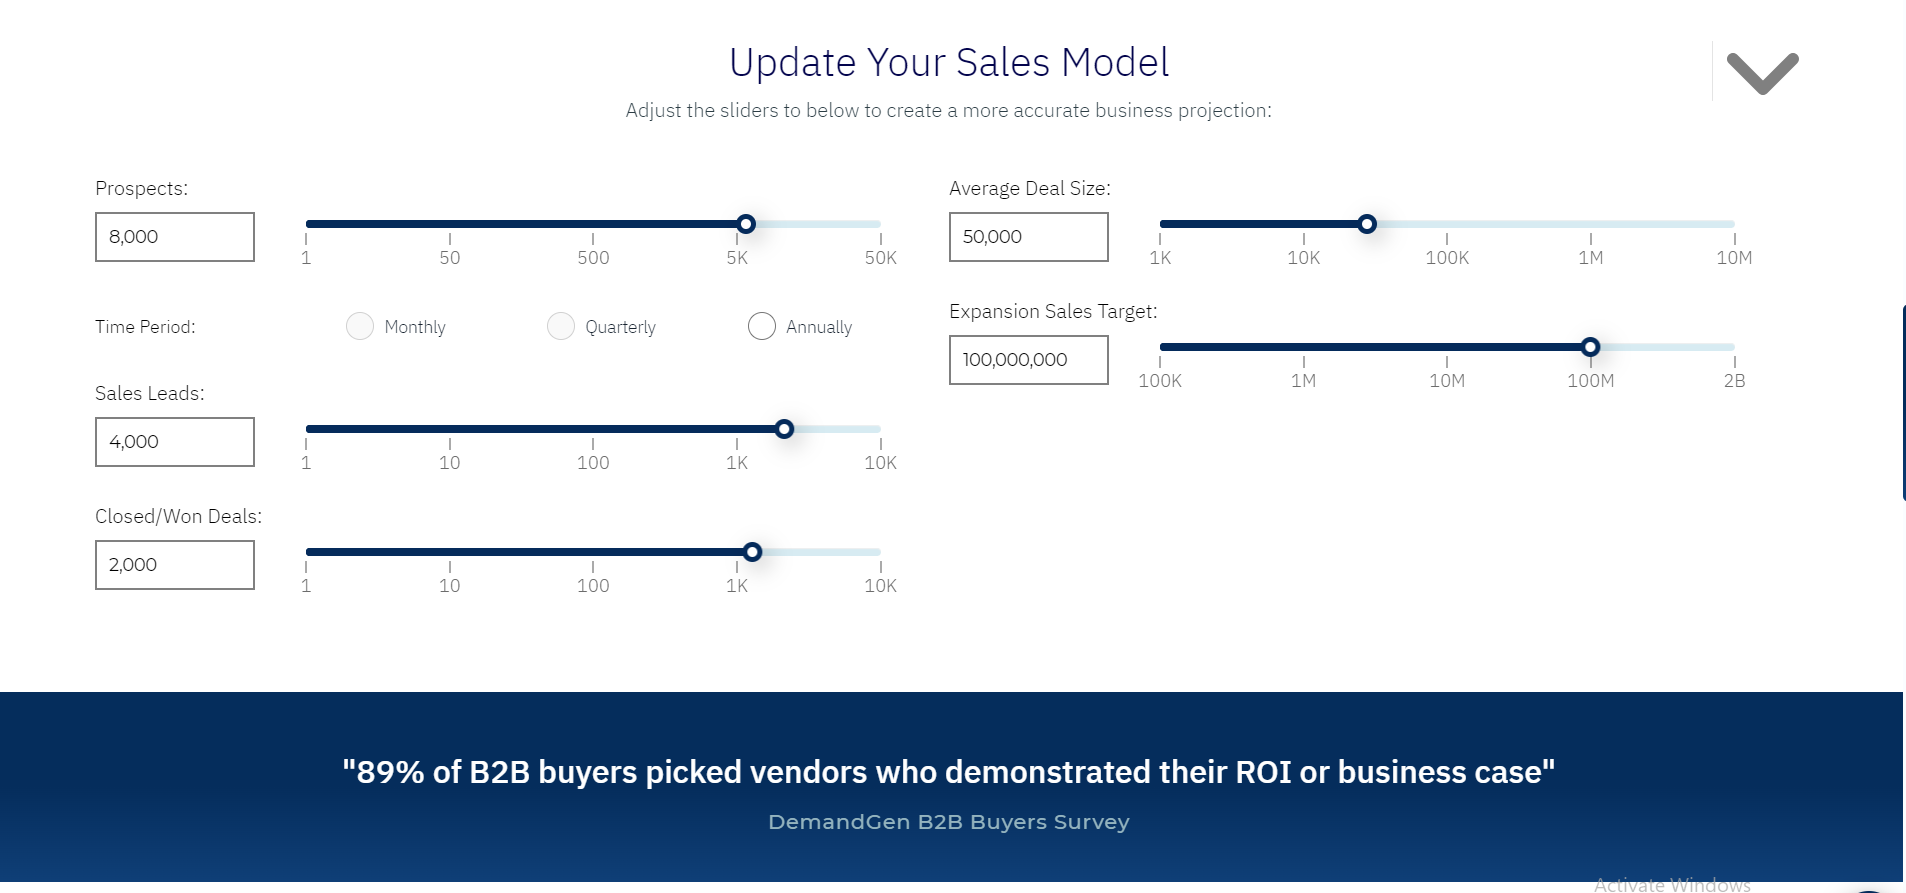 Update Your Sales Model
Adjust the sliders to below to create a more accurate business projection:
Prospects:
8,000
1 50 500 5K 50K
Time Period: Monthly Quarterly Annually
Sales Leads:
4,000
1 10 100 1K 10K
Closed/Won Deals:
2,000
1 10 100 1K 10K
Average Deal Size:
50,000
1K 10K 100K 1M 10M
Expansion Sales Target:
100,000,000
100K 1M 10M 100M 2B
"89% of B2B buyers picked vendors who demonstrated their ROI or business case"
DemandGen B2B Buyers Survey
Activate Windows